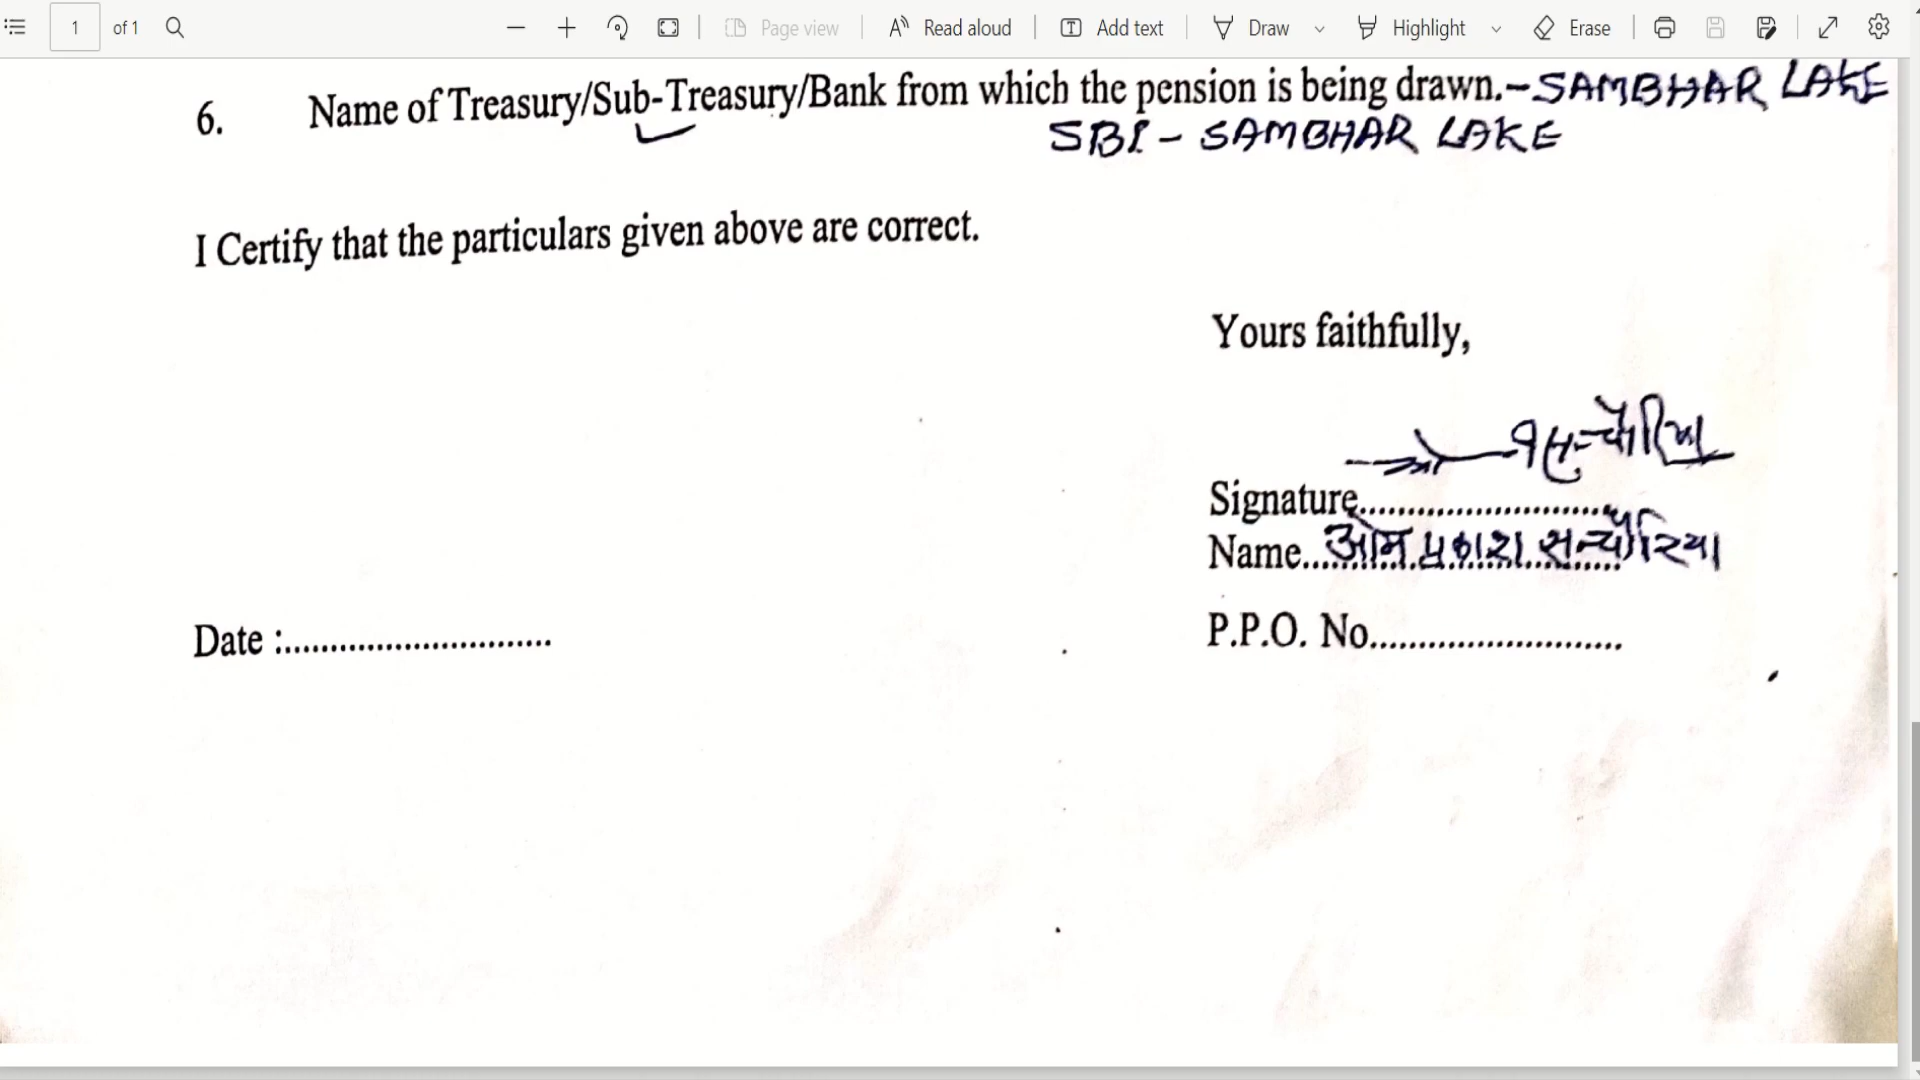 1 of 1 Page view Read aloud Add text Draw Highlight Erase
6. Name of Treasury/Sub-Treasury/Bank from which the pension is being drawn.-SAMBHAR LAKE
SBI - SAMBHAR LAKE
I Certify that the particulars given above are correct.
Yours faithfully,
Signature..........................
Name...ओम प्रकाश सन्चौरिया
Date :............................
P.P.O. No..........................